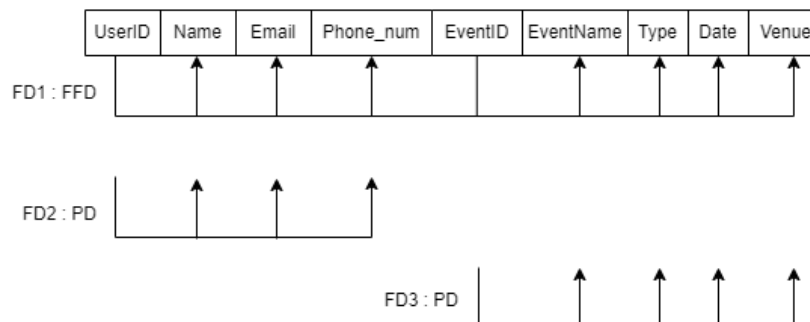 UserID Name Email Phone_num EventID EventName Type Date Venue
FD1 : FFD
FD2 : PD
FD3 : PD